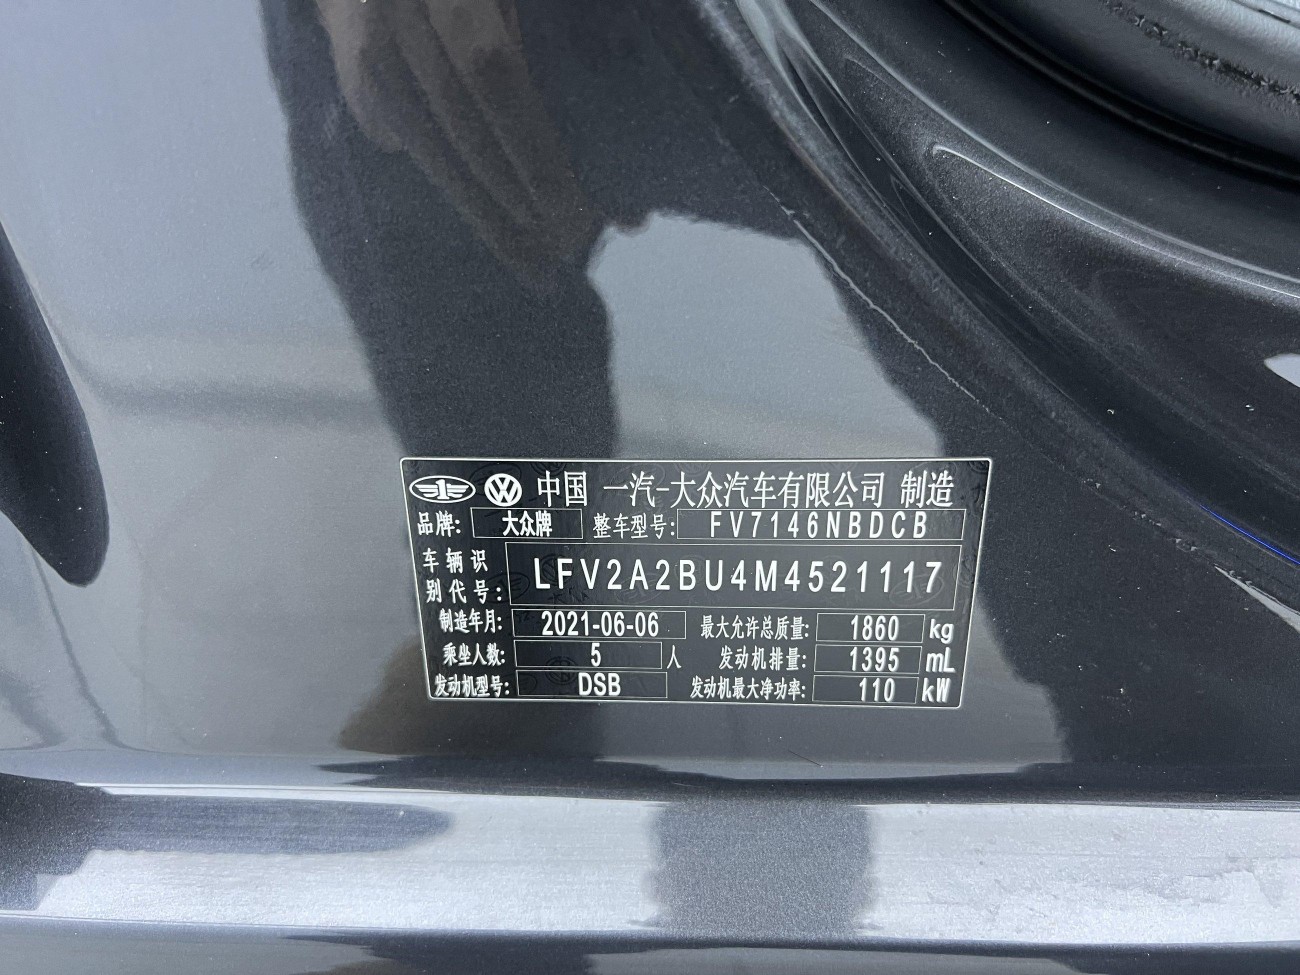 中国 一汽-大众汽车有限公司 制造
品牌: 大众牌 整车型号: FV7146NBDCB
车辆识别代号: LFV2A2BU4M4521117
制造年月: 2021-06-06 最大允许总质量: 1860 kg
乘坐人数: 5 人 发动机排量: 1395 mL
发动机型号: DSB 发动机最大净功率: 110 kW